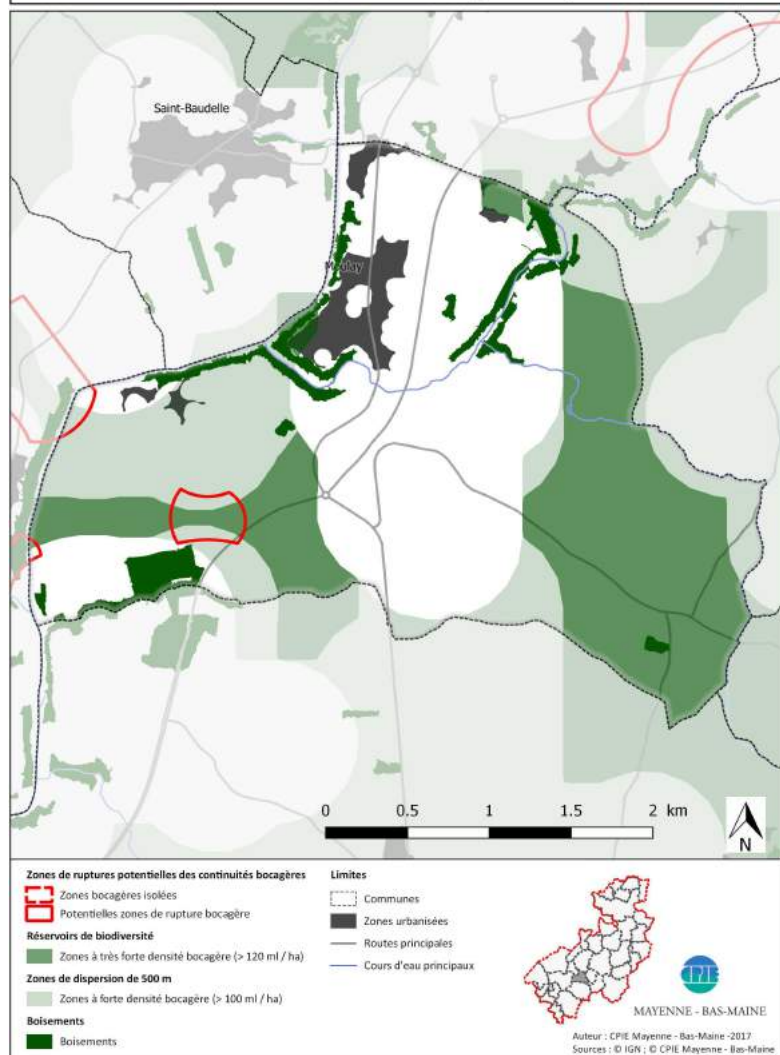 Saint-Baudelle
Moulay
0 0.5 1 1.5 2 km
N
Zones de ruptures potentielles des continuités bocagères
Zones bocagères isolées
Potentielles zones de rupture bocagère
Réservoirs de biodiversité
Zones à très forte densité bocagère (> 120 ml / ha)
Zones de dispersion de 500 m
Zones à forte densité bocagère (> 100 ml / ha)
Boisements
Boisements
Limites
Communes
Zones urbanisées
Routes principales
Cours d'eau principaux
CPIE
MAYENNE - BAS-MAINE
Auteur : CPIE Mayenne - Bas-Maine -2017
Sources : © IGN ; © CPIE Mayenne - Bas-Maine